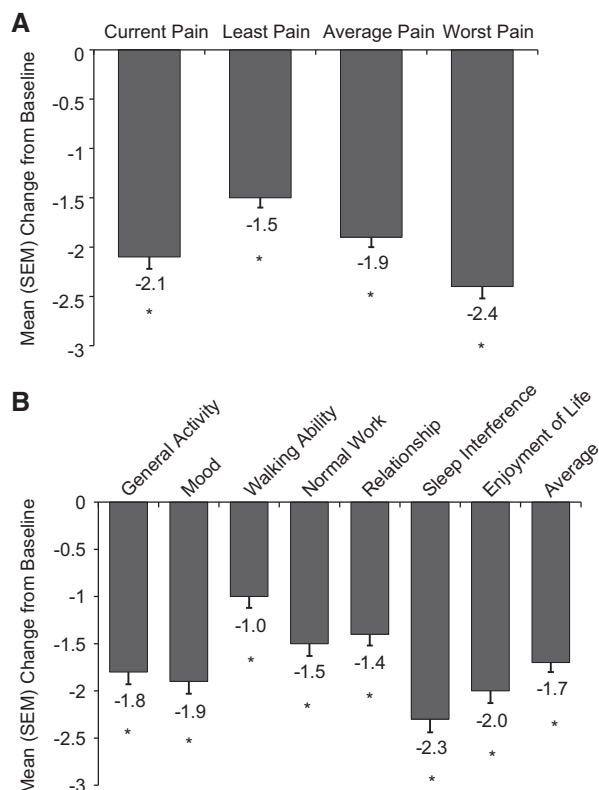 A
Current Pain Least Pain Average Pain Worst Pain
Mean (SEM) Change from Baseline
0
-0.5
-1
-1.5
-2
-2.5
-3
-2.1
*
-1.5
*
-1.9
*
-2.4
*
B
General Activity
Mood
Walking Ability
Normal Work
Relationship
Sleep Interference
Enjoyment of Life
Average
Mean (SEM) Change from Baseline
0
-0.5
-1
-1.5
-2
-2.5
-3
-1.8
*
-1.9
*
-1.0
*
-1.5
*
-1.4
*
-2.3
*
-2.0
*
-1.7
*